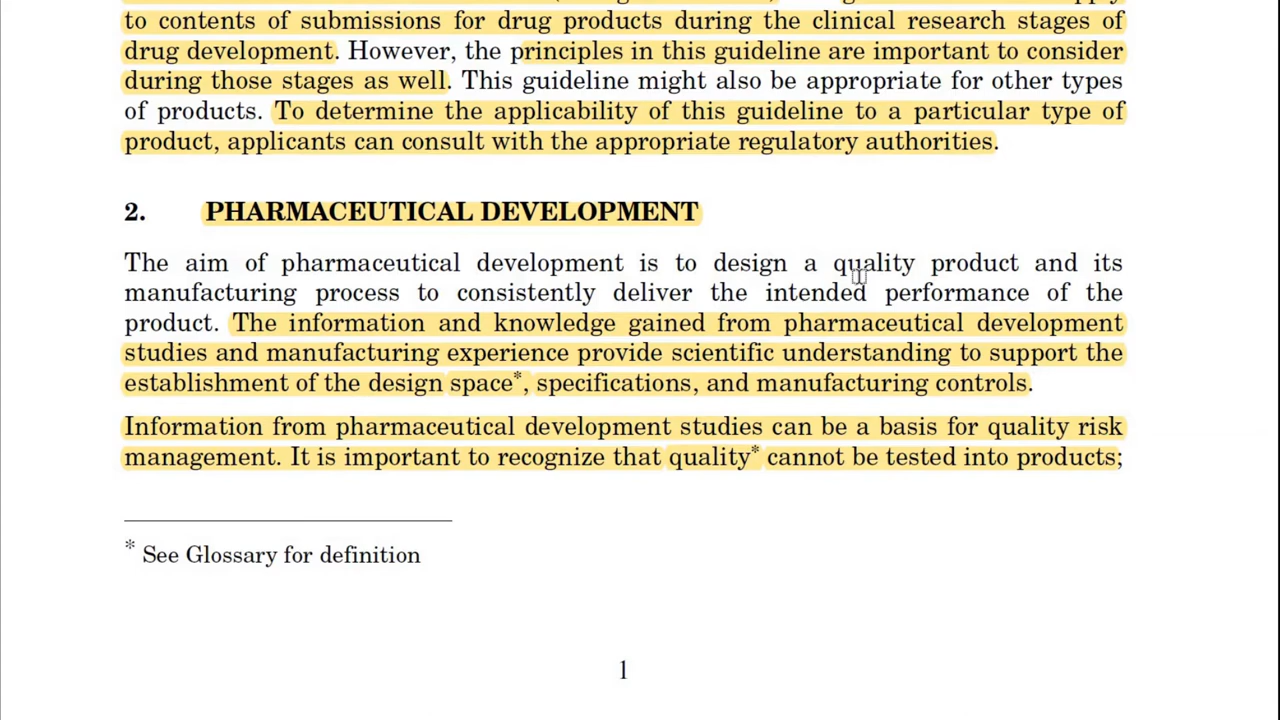 to contents of submissions for drug products during the clinical research stages of
drug development. However, the principles in this guideline are important to consider
during those stages as well. This guideline might also be appropriate for other types
of products. To determine the applicability of this guideline to a particular type of
product, applicants can consult with the appropriate regulatory authorities.
2. PHARMACEUTICAL DEVELOPMENT
The aim of pharmaceutical development is to design a quality product and its
manufacturing process to consistently deliver the intended performance of the
product. The information and knowledge gained from pharmaceutical development
studies and manufacturing experience provide scientific understanding to support the
establishment of the design space*, specifications, and manufacturing controls.
Information from pharmaceutical development studies can be a basis for quality risk
management. It is important to recognize that quality* cannot be tested into products;
* See Glossary for definition
1